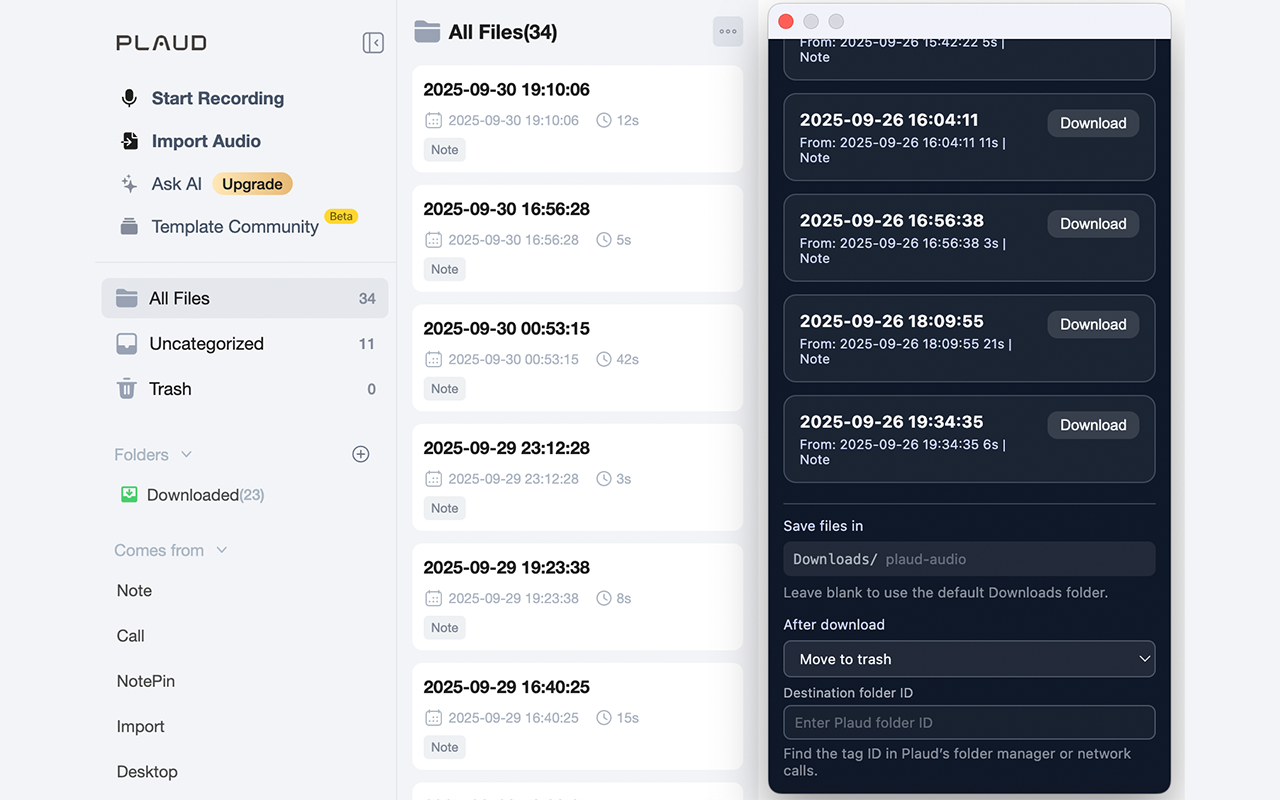 PLAUD
Start Recording
Import Audio
Ask AI Upgrade
Template Community Beta
All Files 34
Uncategorized 11
Trash 0
Folders
Downloaded(23)
Comes from
Note
Call
NotePin
Import
Desktop
All Files(34)
2025-09-30 19:10:06
2025-09-30 19:10:06 12s
Note
2025-09-30 16:56:28
2025-09-30 16:56:28 5s
Note
2025-09-30 00:53:15
2025-09-30 00:53:15 42s
Note
2025-09-29 23:12:28
2025-09-29 23:12:28 3s
Note
2025-09-29 19:23:38
2025-09-29 19:23:38 8s
Note
2025-09-29 16:40:25
2025-09-29 16:40:25 15s
Note
From: 2025-09-26 15:42:22 5s |
Note
2025-09-26 16:04:11 Download
From: 2025-09-26 16:04:11 11s |
Note
2025-09-26 16:56:38 Download
From: 2025-09-26 16:56:38 3s |
Note
2025-09-26 18:09:55 Download
From: 2025-09-26 18:09:55 21s |
Note
2025-09-26 19:34:35 Download
From: 2025-09-26 19:34:35 6s |
Note
Save files in
Downloads/ plaud-audio
Leave blank to use the default Downloads folder.
After download
Move to trash
Destination folder ID
Enter Plaud folder ID
Find the tag ID in Plaud's folder manager or network
calls.